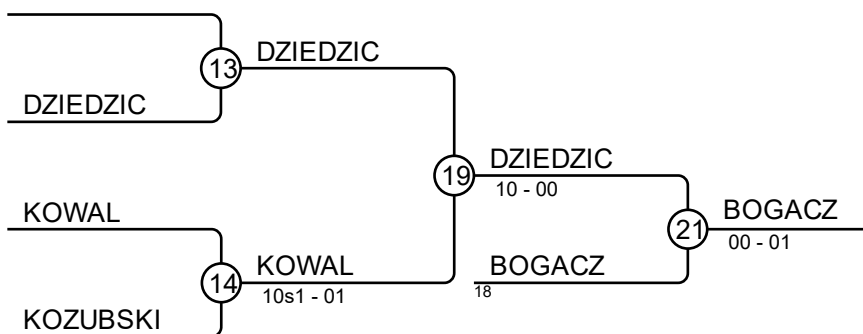 DZIEDZIC
13
DZIEDZIC
DZIEDZIC
19
10 - 00
KOWAL
BOGACZ
21
00 - 01
KOWAL
14
10s1 - 01
BOGACZ
18
KOZUBSKI